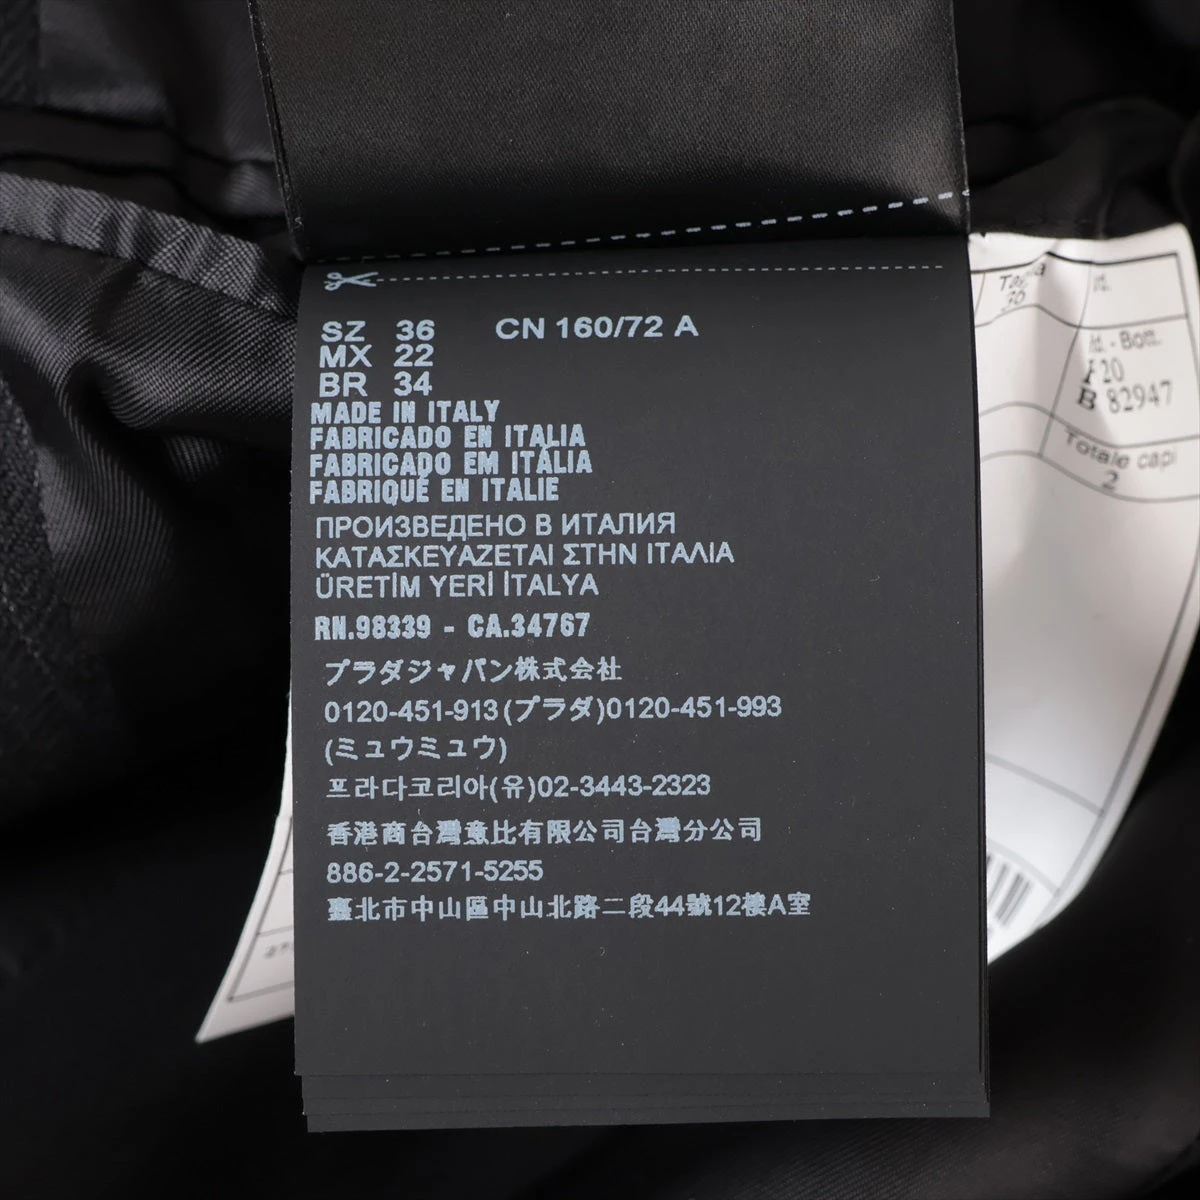 SZ 36 CN 160/72 A
MX 22
BR 34
MADE IN ITALY
FABRICADO EN ITALIA
FABRICADO EM ITÁLIA
FABRIQUÉ EN ITALIE
ПРОИЗВЕДЕНО В ИТАЛИЯ
ΚΑΤΑΣΚΕΥΑΖΕΤΑΙ ΣΤΗΝ ΙΤΑΛΙΑ
ÜRETİM YERİ İTALYA
RN.98339 - CA.34767
プラダジャパン株式会社
0120-451-913(プラダ)0120-451-993
(ミュウミュウ)
프라다코리아(유)02-3443-2323
香港商台灣意比有限公司台灣分公司
886-2-2571-5255
臺北市中山區中山北路二段44號12樓A室
Id.
Id. - Bott.
20
B 82947
Totale capi
2